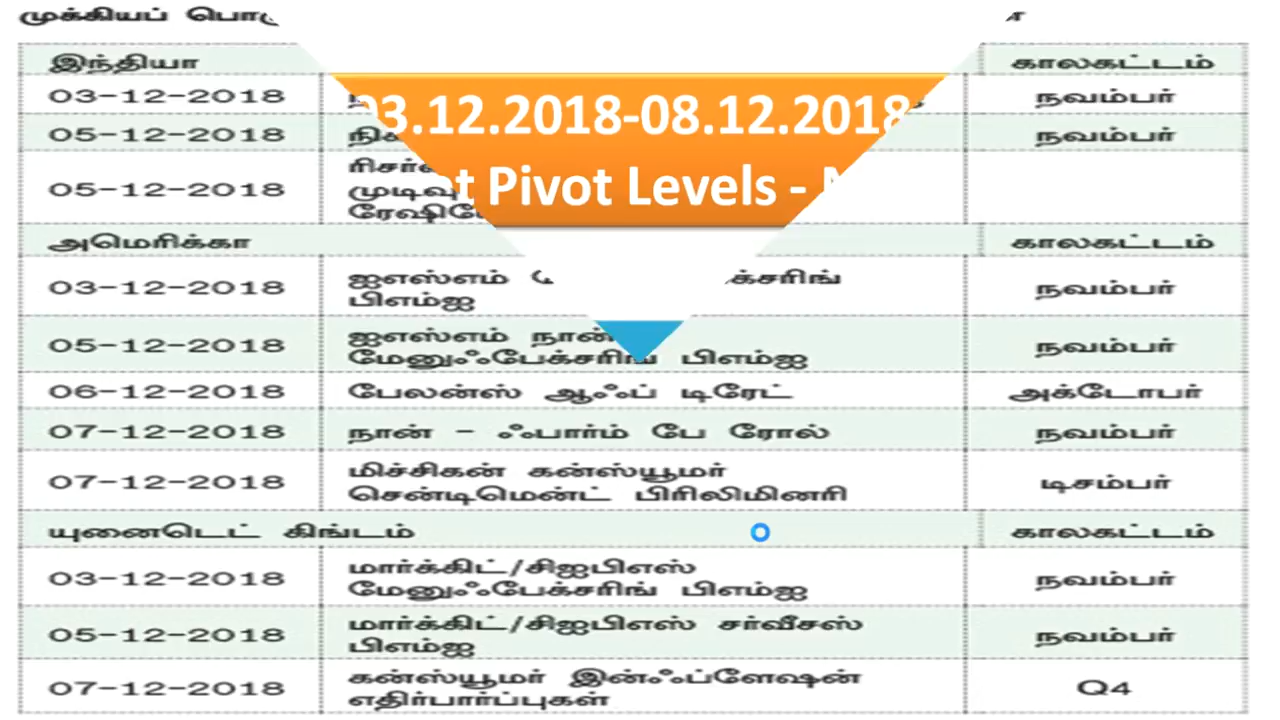 முக்கியப்
இந்தியா காலகட்டம்
03-12-2018 நவம்பர்
03.12.2018-08.12.2018
05-12-2018 நவம்பர்
05-12-2018
Pivot Levels -
அமெரிக்கா காலகட்டம்
03-12-2018 ஐஎஸ்எம் நவம்பர்
பிஎம்ஐ
05-12-2018 ஐஎஸ்எம் நான் நவம்பர்
மேனுஃபேக்சரிங் பிஎம்ஐ
06-12-2018 பேலன்ஸ் ஆஃப் டிரேட் அக்டோபர்
07-12-2018 நான் - ஃபார்ம் பே ரோல் நவம்பர்
07-12-2018 மிச்சிகன் கன்ஸ்யூமர் டிசம்பர்
சென்டிமென்ட் பிரிலிமினரி
யுனைடெட் கிங்டம் காலகட்டம்
03-12-2018 மார்க்கிட்/சிஐபிஎஸ் நவம்பர்
மேனுஃபேக்சரிங் பிஎம்ஐ
05-12-2018 மார்க்கிட்/சிஐபிஎஸ் சர்வீசஸ் நவம்பர்
பிஎம்ஐ
07-12-2018 கன்ஸ்யூமர் இன்ஃப்ளேஷன் Q4
எதிர்பார்ப்புகள்